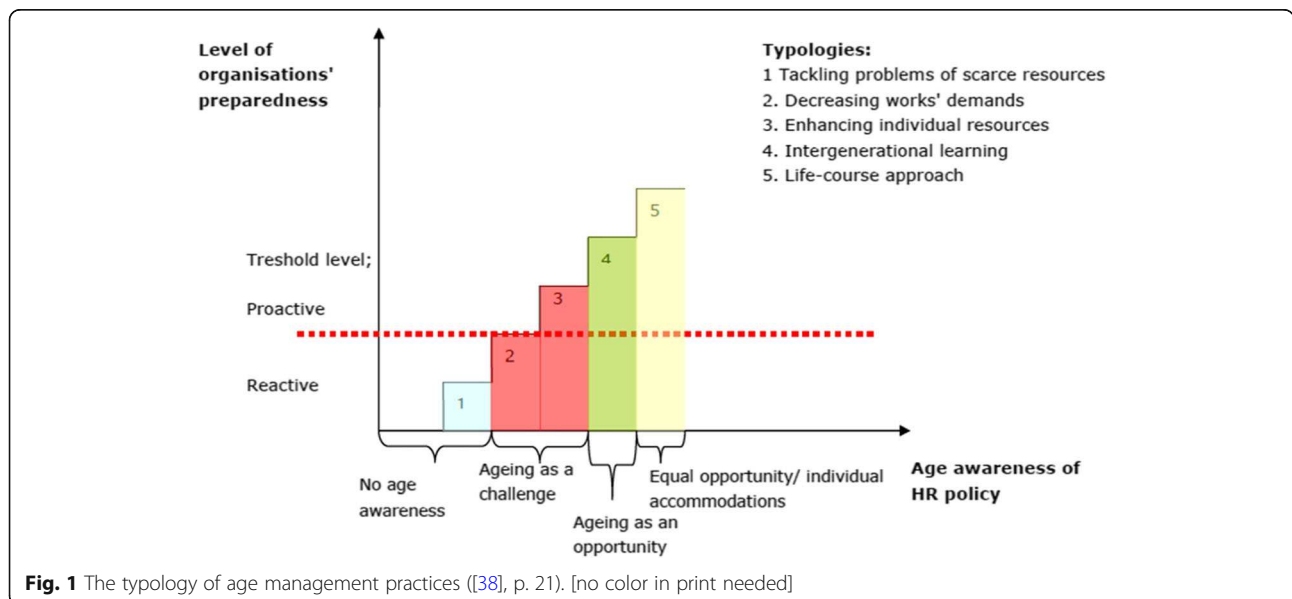 Level of
organisations'
preparedness
Typologies:
1 Tackling problems of scarce resources
2. Decreasing works' demands
3. Enhancing individual resources
4. Intergenerational learning
5. Life-course approach
5
4
Treshold level;
3
Proactive
2
Reactive
1
No age
awareness
Ageing as a
challenge
Ageing as an
opportunity
Equal opportunity/ individual
accommodations
Age awareness of
HR policy
Fig. 1 The typology of age management practices ([38], p. 21). [no color in print needed]